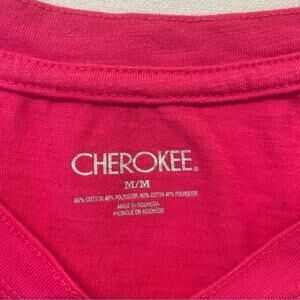 CHEROKEE®
M/M
60% COTTON 40% POLYESTER. 60% COTTON 40% POLYESTER.
MADE IN INDONESIA
FABRIQUÉ EN INDONÉSIE